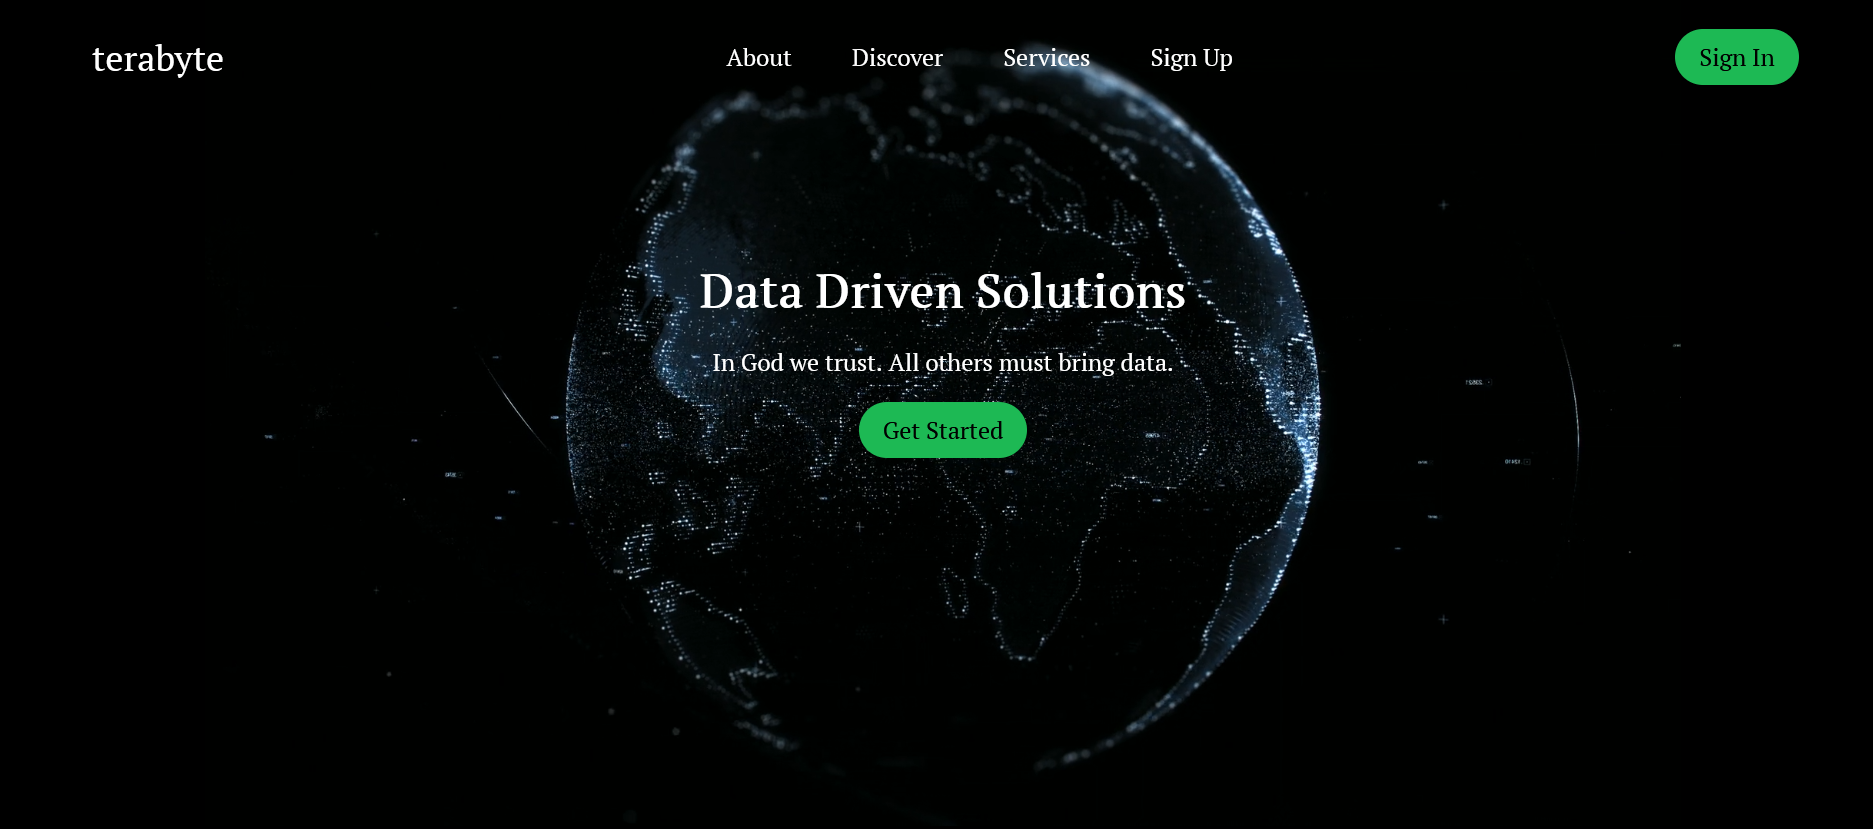 terabyte
About Discover Services Sign Up
Sign In
Data Driven Solutions
In God we trust. All others must bring data.
Get Started